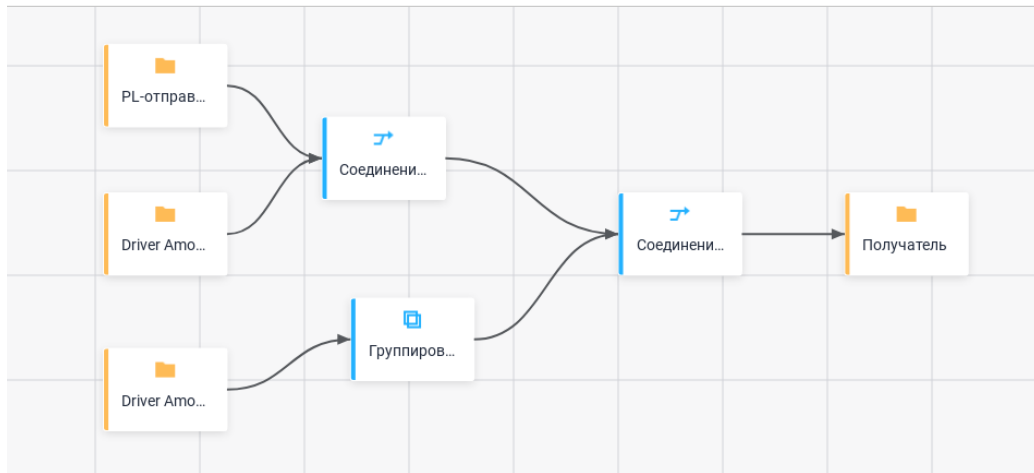 PL-отправ...
Соединени...
Driver Amo...
Соединени...
Получатель
Группиров...
Driver Amo...